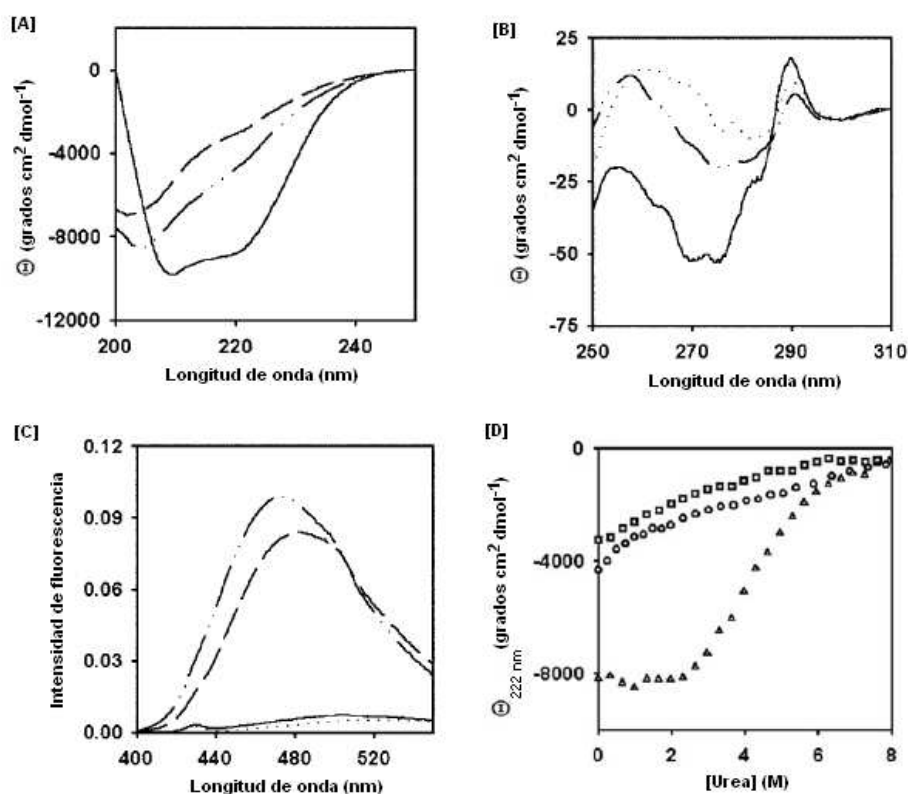 [A]
0
-4000
-8000
-12000
Θ (grados cm² dmol⁻¹)
200 220 240
Longitud de onda (nm)
[B]
25
0
-25
-50
-75
Θ (grados cm² dmol⁻¹)
250 270 290 310
Longitud de onda (nm)
[C]
0.12
0.09
0.06
0.03
0.00
Intensidad de fluorescencia
400 440 480 520
Longitud de onda (nm)
[D]
0
-4000
-8000
Θ 222 nm (grados cm² dmol⁻¹)
0 2 4 6 8
[Urea] (M)